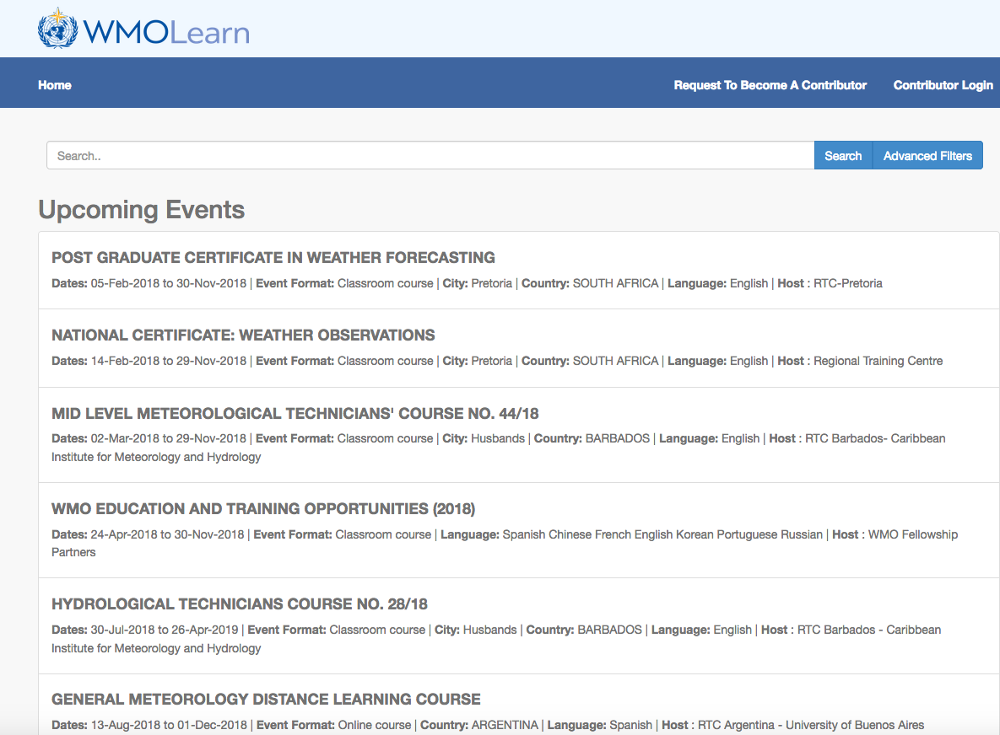 WMOLearn
Home
Request To Become A Contributor
Contributor Login
Search..
Search
Advanced Filters
Upcoming Events
POST GRADUATE CERTIFICATE IN WEATHER FORECASTING
Dates: 05-Feb-2018 to 30-Nov-2018 | Event Format: Classroom course | City: Pretoria | Country: SOUTH AFRICA | Language: English | Host : RTC-Pretoria
NATIONAL CERTIFICATE: WEATHER OBSERVATIONS
Dates: 14-Feb-2018 to 29-Nov-2018 | Event Format: Classroom course | City: Pretoria | Country: SOUTH AFRICA | Language: English | Host : Regional Training Centre
MID LEVEL METEOROLOGICAL TECHNICIANS' COURSE NO. 44/18
Dates: 02-Mar-2018 to 29-Nov-2018 | Event Format: Classroom course | City: Husbands | Country: BARBADOS | Language: English | Host : RTC Barbados- Caribbean
Institute for Meteorology and Hydrology
WMO EDUCATION AND TRAINING OPPORTUNITIES (2018)
Dates: 24-Apr-2018 to 30-Nov-2018 | Event Format: Classroom course | Language: Spanish Chinese French English Korean Portuguese Russian | Host : WMO Fellowship
Partners
HYDROLOGICAL TECHNICIANS COURSE NO. 28/18
Dates: 30-Jul-2018 to 26-Apr-2019 | Event Format: Classroom course | City: Husbands | Country: BARBADOS | Language: English | Host : RTC Barbados - Caribbean
Institute for Meteorology and Hydrology
GENERAL METEOROLOGY DISTANCE LEARNING COURSE
Dates: 13-Aug-2018 to 01-Dec-2018 | Event Format: Online course | Country: ARGENTINA | Language: Spanish | Host : RTC Argentina - University of Buenos Aires